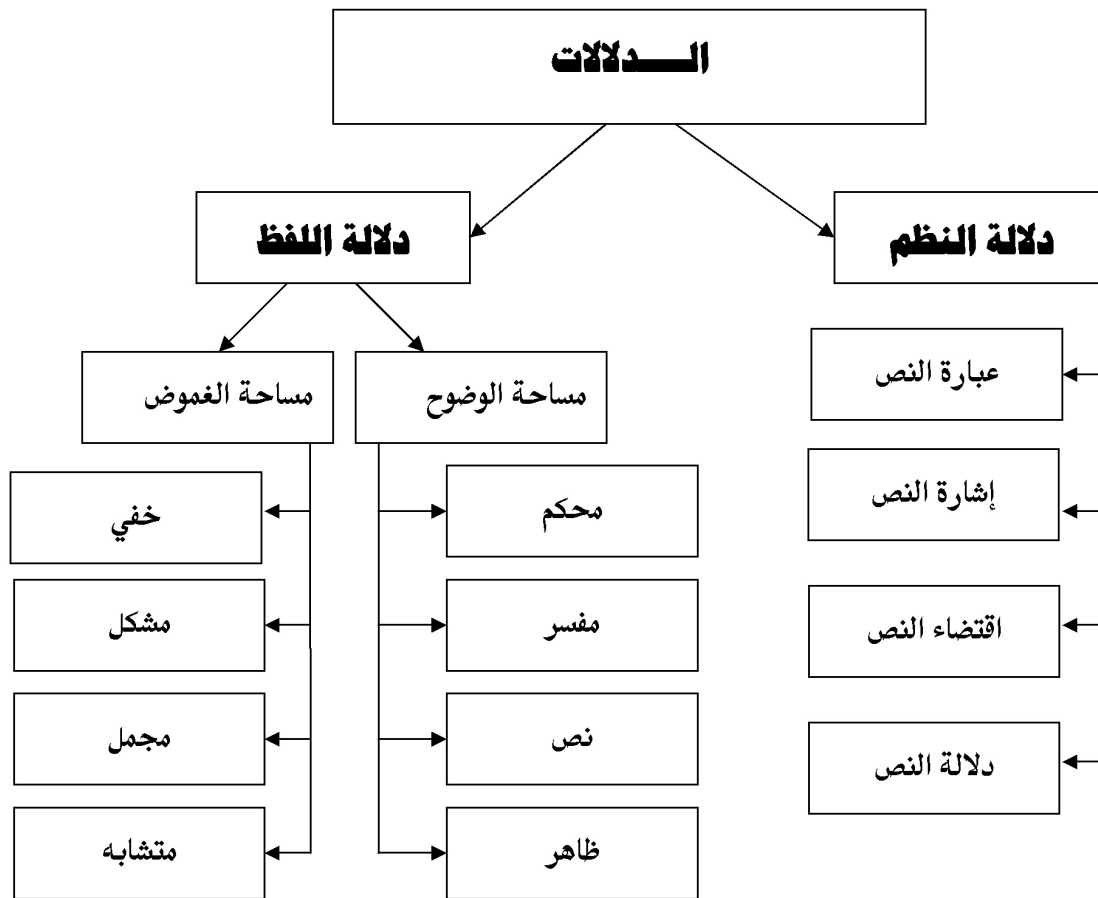 الـــدلالات
دلالة النظم
دلالة اللفظ
عبارة النص
إشارة النص
اقتضاء النص
دلالة النص
مساحة الوضوح
مساحة الغموض
محكم
مفسر
نص
ظاهر
خفي
مشكل
مجمل
متشابه